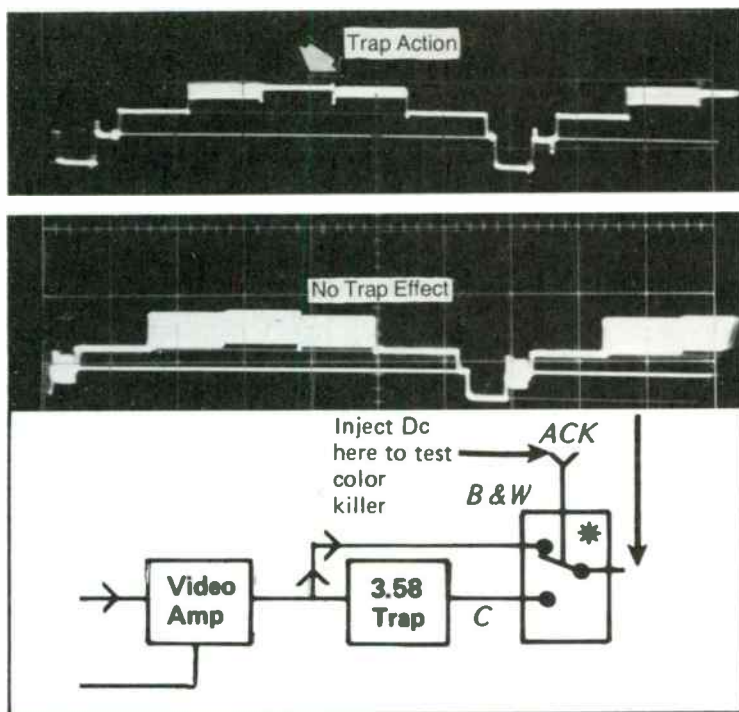 Trap Action
No Trap Effect
Inject Dc
here to test
color
killer
ACK
B & W
*
Video
Amp
3.58
Trap
C